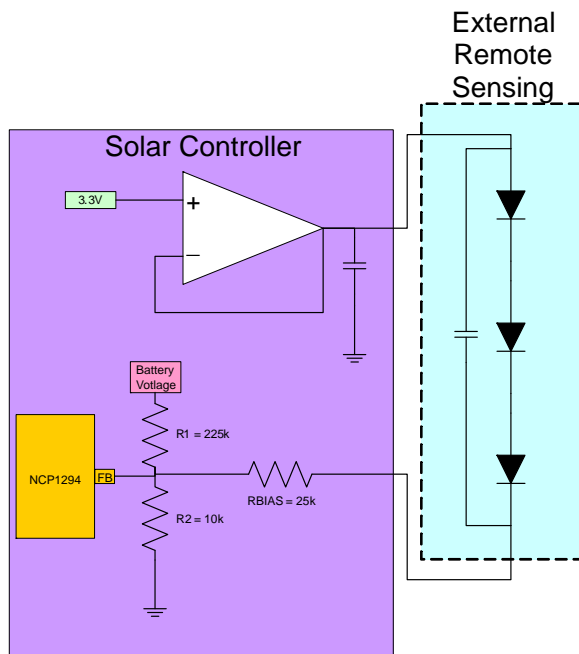 External
Remote
Sensing
Solar Controller
3.3V
+
−
Battery
Votlage
R1 = 225k
NCP1294
FB
RBIAS = 25k
R2 = 10k